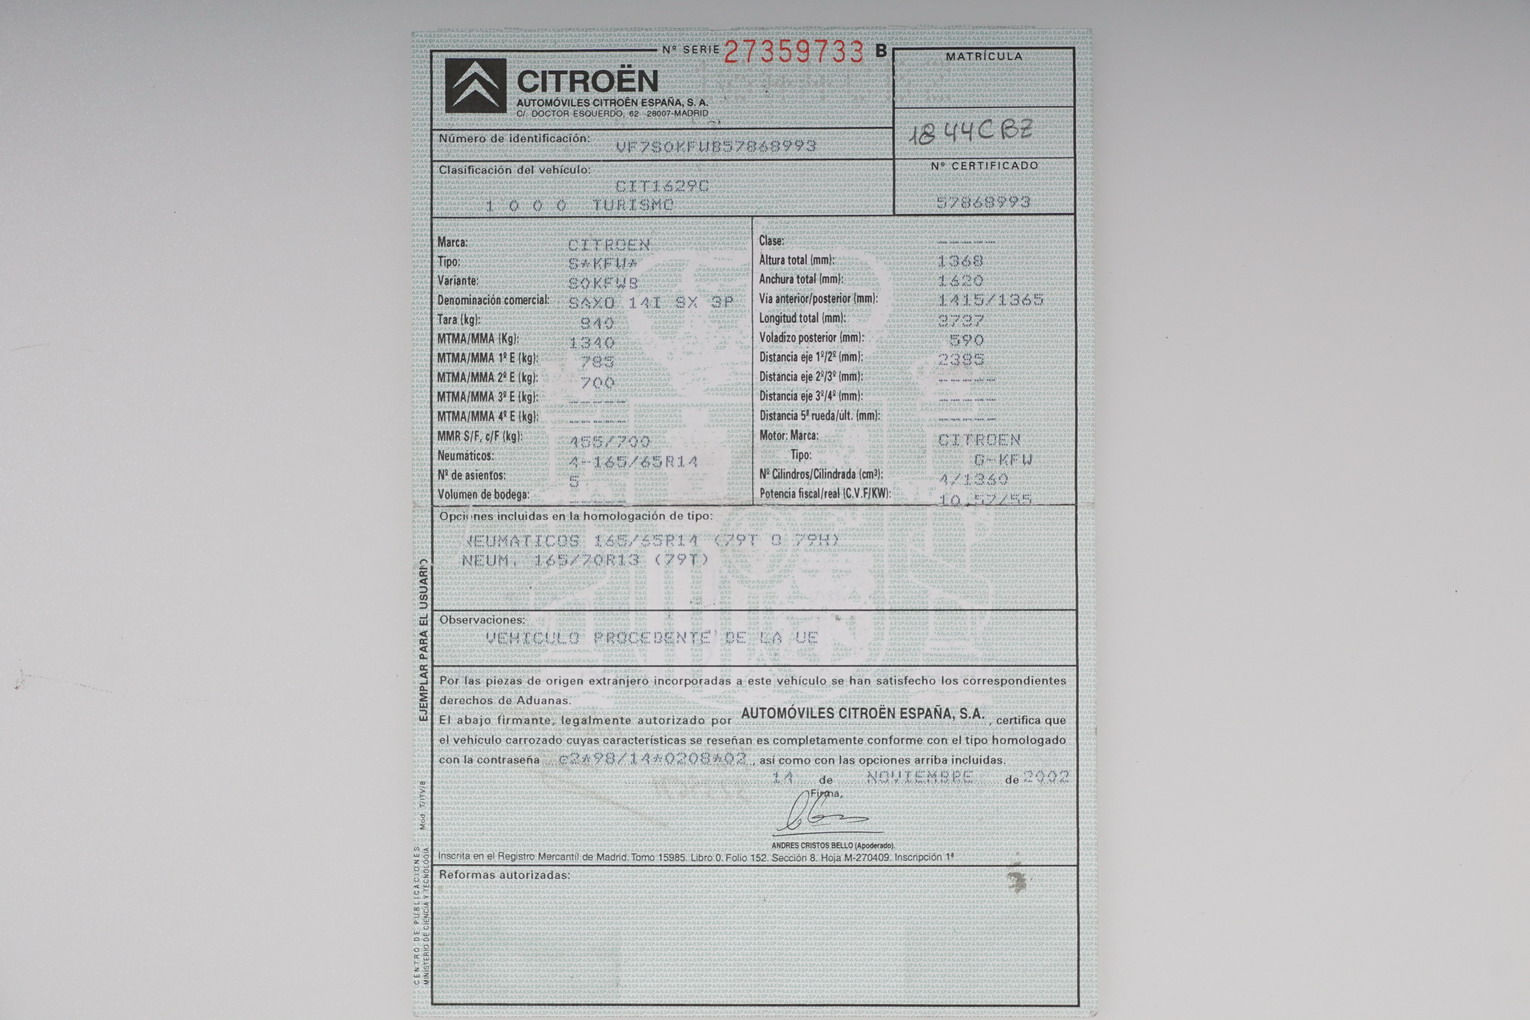 Nº SERIE 27359733 B
MATRÍCULA
CITROËN
AUTOMÓVILES CITROËN ESPAÑA, S. A.
C/. DOCTOR ESQUERDO, 62 - 28007-MADRID
1844CBZ
Número de identificación: VF7S0KFWB57868993
Nº CERTIFICADO
57868993
Clasificación del vehículo:
CIT1629C
1 0 0 0 TURISMO
Marca: CITROEN
Tipo: S*KFW*
Variante: S0KFWB
Denominación comercial: SAXO 14I SX 3P
Tara (kg): 940
MTMA/MMA (Kg): 1340
MTMA/MMA 1º E (kg): 785
MTMA/MMA 2º E (kg): 700
MTMA/MMA 3º E (kg): -----
MTMA/MMA 4º E (kg): -----
MMR S/F, c/F (kg): 455/700
Neumáticos: 4-165/65R14
Nº de asientos: 5
Volumen de bodega: -----
Clase: -----
Altura total (mm): 1368
Anchura total (mm): 1620
Vía anterior/posterior (mm): 1415/1365
Longitud total (mm): 3737
Voladizo posterior (mm): 590
Distancia eje 1º/2º (mm): 2385
Distancia eje 2º/3º (mm): -----
Distancia eje 3º/4º (mm): -----
Distancia 5ª rueda/últ. (mm): -----
Motor: Marca: CITROEN
Tipo: G-KFW
Nº Cilindros/Cilindrada (cm³): 4/1360
Potencia fiscal/real (C.V.F/KW): 10,57/55
Opciones incluidas en la homologación de tipo:
NEUMATICOS 165/65R14 (79T O 79H)
NEUM. 165/70R13 (79T)
Observaciones:
VEHICULO PROCEDENTE DE LA UE
Por las piezas de origen extranjero incorporadas a este vehículo se han satisfecho los correspondientes
derechos de Aduanas.
El abajo firmante, legalmente autorizado por AUTOMÓVILES CITROËN ESPAÑA, S.A. , certifica que
el vehículo carrozado cuyas características se reseñan es completamente conforme con el tipo homologado
con la contraseña e2*98/14*0208*02 , así como con las opciones arriba incluidas.
14 de NOVIEMBRE de 2002
Firma,
ANDRES CRISTOS BELLO (Apoderado).
Inscrita en el Registro Mercantil de Madrid. Tomo 15985. Libro 0. Folio 152. Sección 8. Hoja M-270409. Inscripción 1ª
Reformas autorizadas:
EJEMPLAR PARA EL USUARIO
Mod. T/ITV/B
CENTRO DE PUBLICACIONES
MINISTERIO DE CIENCIA Y TECNOLOGÍA